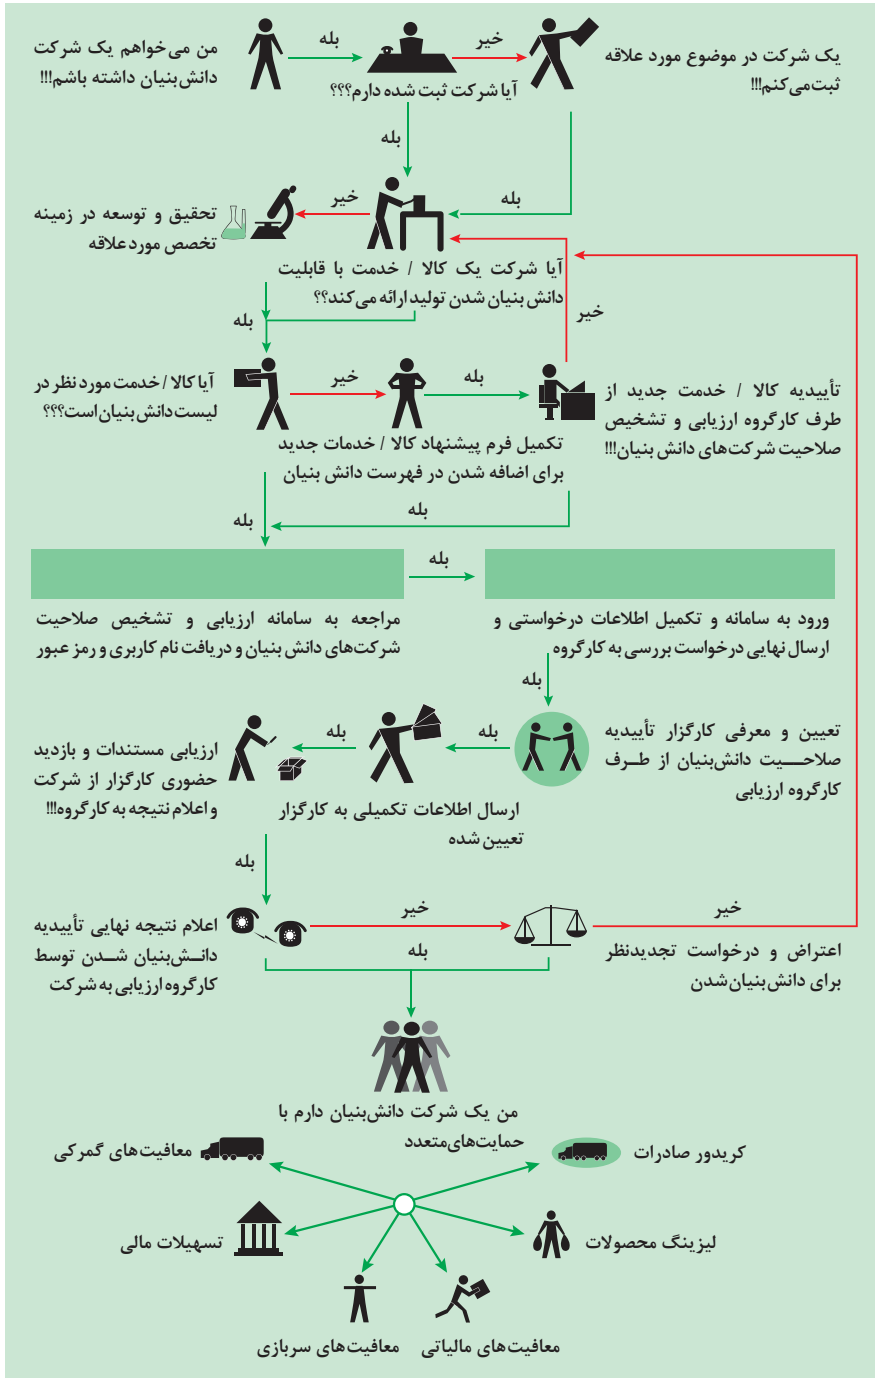 من می‌خواهم یک شرکت
دانش‌بنیان داشته باشم!!!
بله
آیا شرکت ثبت شده دارم؟؟؟
خیر
یک شرکت در موضوع مورد علاقه
ثبت می‌کنم!!!
بله
بله
خیر
تحقیق و توسعه در زمینه
تخصص مورد علاقه
آیا شرکت یک کالا / خدمت با قابلیت
دانش بنیان شدن تولید ارائه می‌کند؟؟
بله
خیر
آیا کالا / خدمت مورد نظر در
لیست دانش بنیان است؟؟؟
خیر
تکمیل فرم پیشنهاد کالا / خدمات جدید
برای اضافه شدن در فهرست دانش بنیان
بله
تأییدیه کالا / خدمت جدید از
طرف کارگروه ارزیابی و تشخیص
صلاحیت شرکت‌های دانش بنیان!!!
بله
بله
بله
مراجعه به سامانه ارزیابی و تشخیص صلاحیت
شرکت‌های دانش بنیان و دریافت نام کاربری و رمز عبور
ورود به سامانه و تکمیل اطلاعات درخواستی و
ارسال نهایی درخواست بررسی به کارگروه
بله
تعیین و معرفی کارگزار تأییدیه
صلاحـــیت دانش‌بنیان از طــرف
کارگروه ارزیابی
بله
ارسال اطلاعات تکمیلی به کارگزار
تعیین شده
بله
ارزیابی مستندات و بازدید
حضوری کارگزار از شرکت
و اعلام نتیجه به کارگروه!!!
بله
اعلام نتیجه نهایی تأییدیه
دانــش‌بنیان شــدن توسط
کارگروه ارزیابی به شرکت
خیر
بله
اعتراض و درخواست تجدیدنظر
برای دانش‌بنیان‌شدن
خیر
من یک شرکت دانش‌بنیان دارم با
حمایت‌های‌متعدد
کریدور صادرات
معافیت‌های گمرکی
لیزینگ محصولات
تسهیلات مالی
معافیت‌های مالیاتی
معافیت‌های سربازی